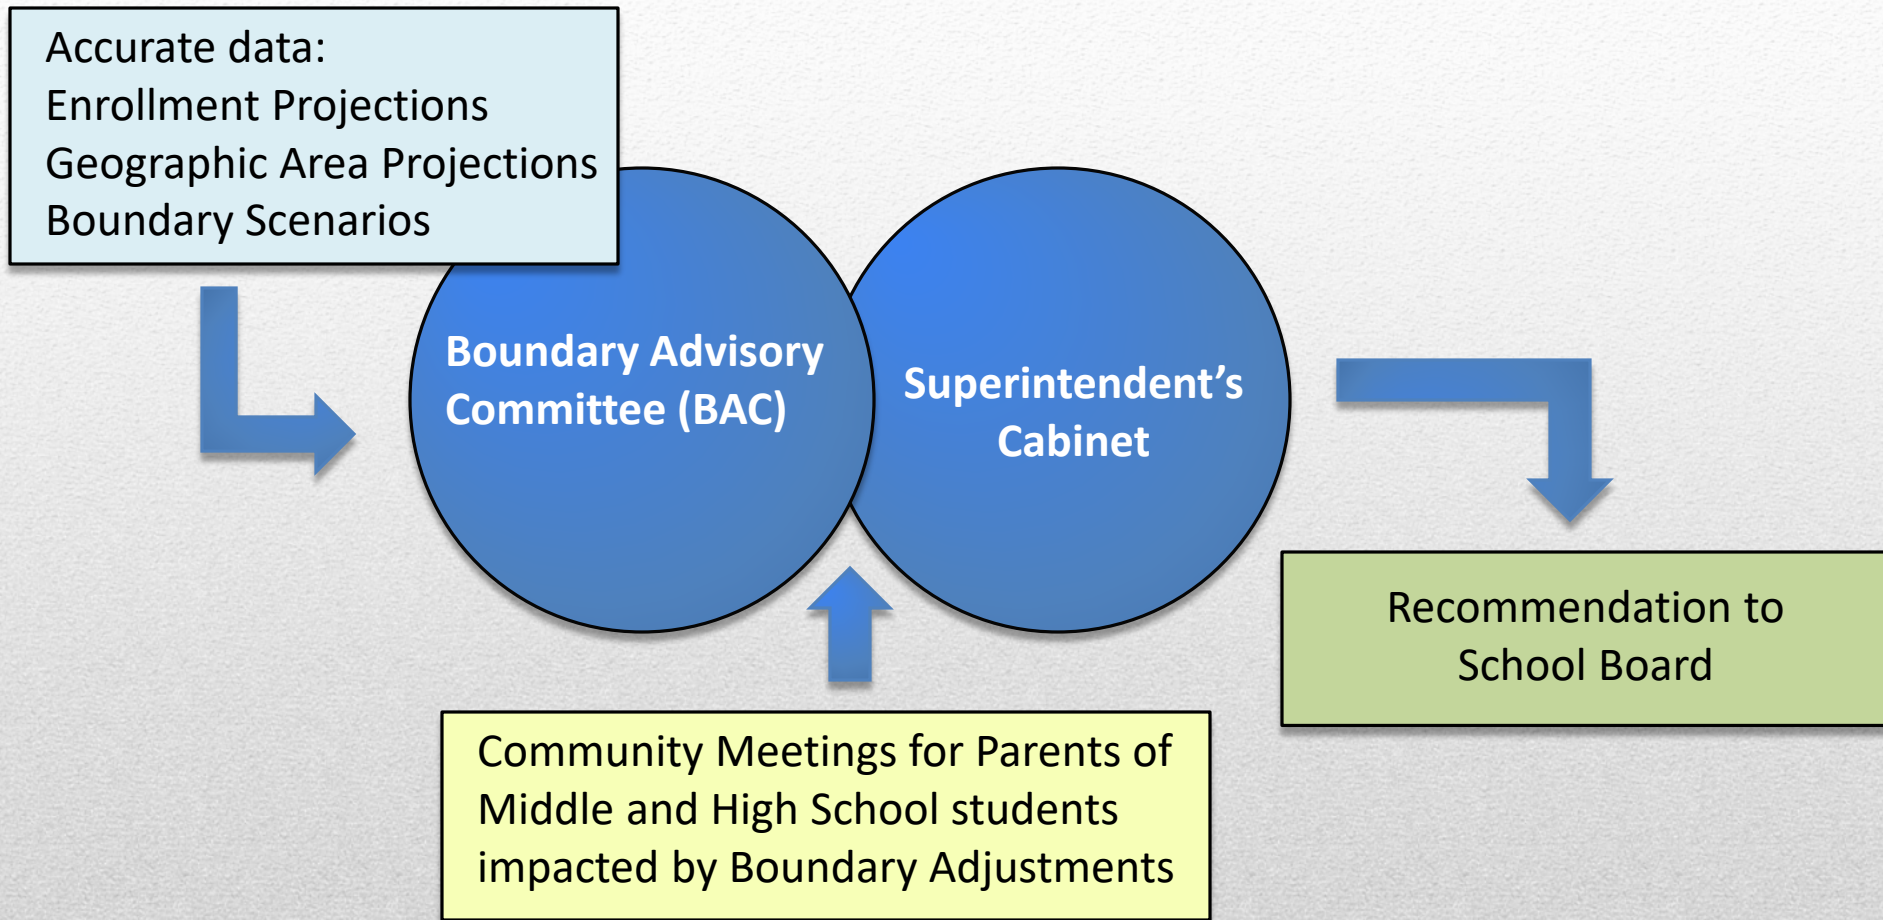 Accurate data:
Enrollment Projections
Geographic Area Projections
Boundary Scenarios
Boundary Advisory
Committee (BAC)
Superintendent’s
Cabinet
Recommendation to
School Board
Community Meetings for Parents of
Middle and High School students
impacted by Boundary Adjustments